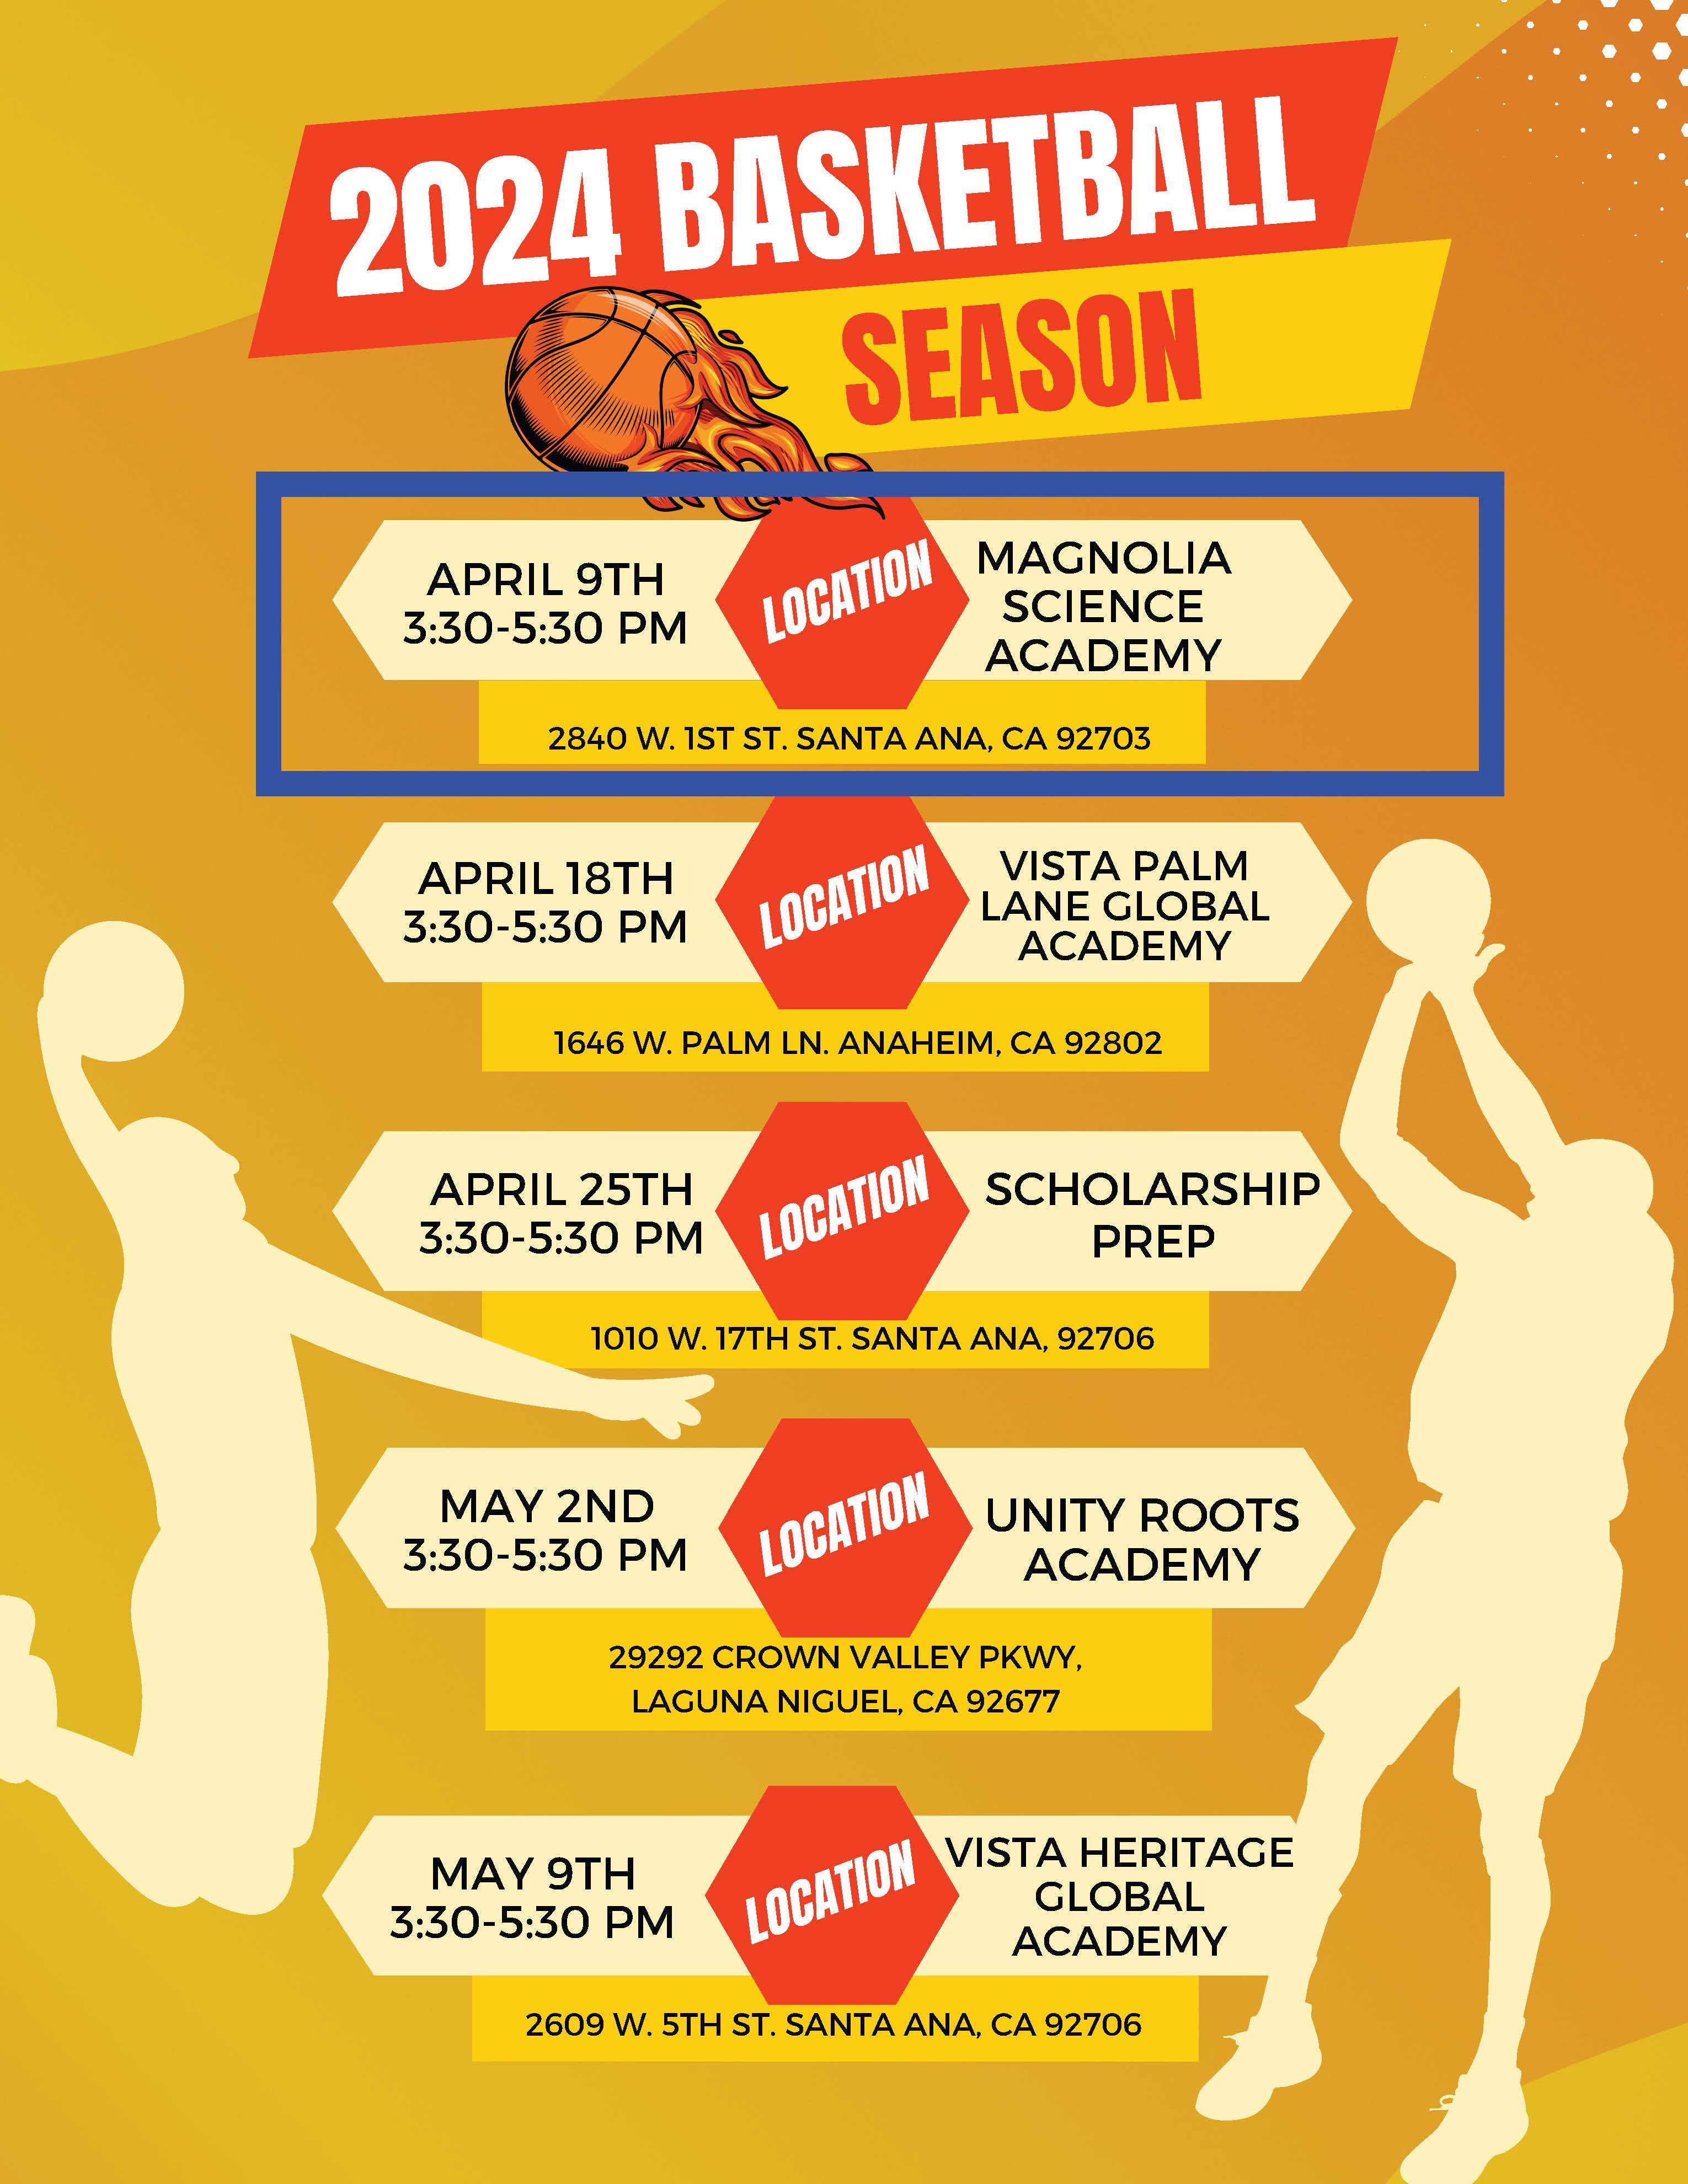 2024 BASKETBALL
SEASON
APRIL 9TH
3:30-5:30 PM
LOCATION
MAGNOLIA
SCIENCE
ACADEMY
2840 W. 1ST ST. SANTA ANA, CA 92703
APRIL 18TH
3:30-5:30 PM
LOCATION
VISTA PALM
LANE GLOBAL
ACADEMY
1646 W. PALM LN. ANAHEIM, CA 92802
APRIL 25TH
3:30-5:30 PM
LOCATION
SCHOLARSHIP
PREP
1010 W. 17TH ST. SANTA ANA, 92706
MAY 2ND
3:30-5:30 PM
LOCATION
UNITY ROOTS
ACADEMY
29292 CROWN VALLEY PKWY,
LAGUNA NIGUEL, CA 92677
MAY 9TH
3:30-5:30 PM
LOCATION
VISTA HERITAGE
GLOBAL
ACADEMY
2609 W. 5TH ST. SANTA ANA, CA 92706